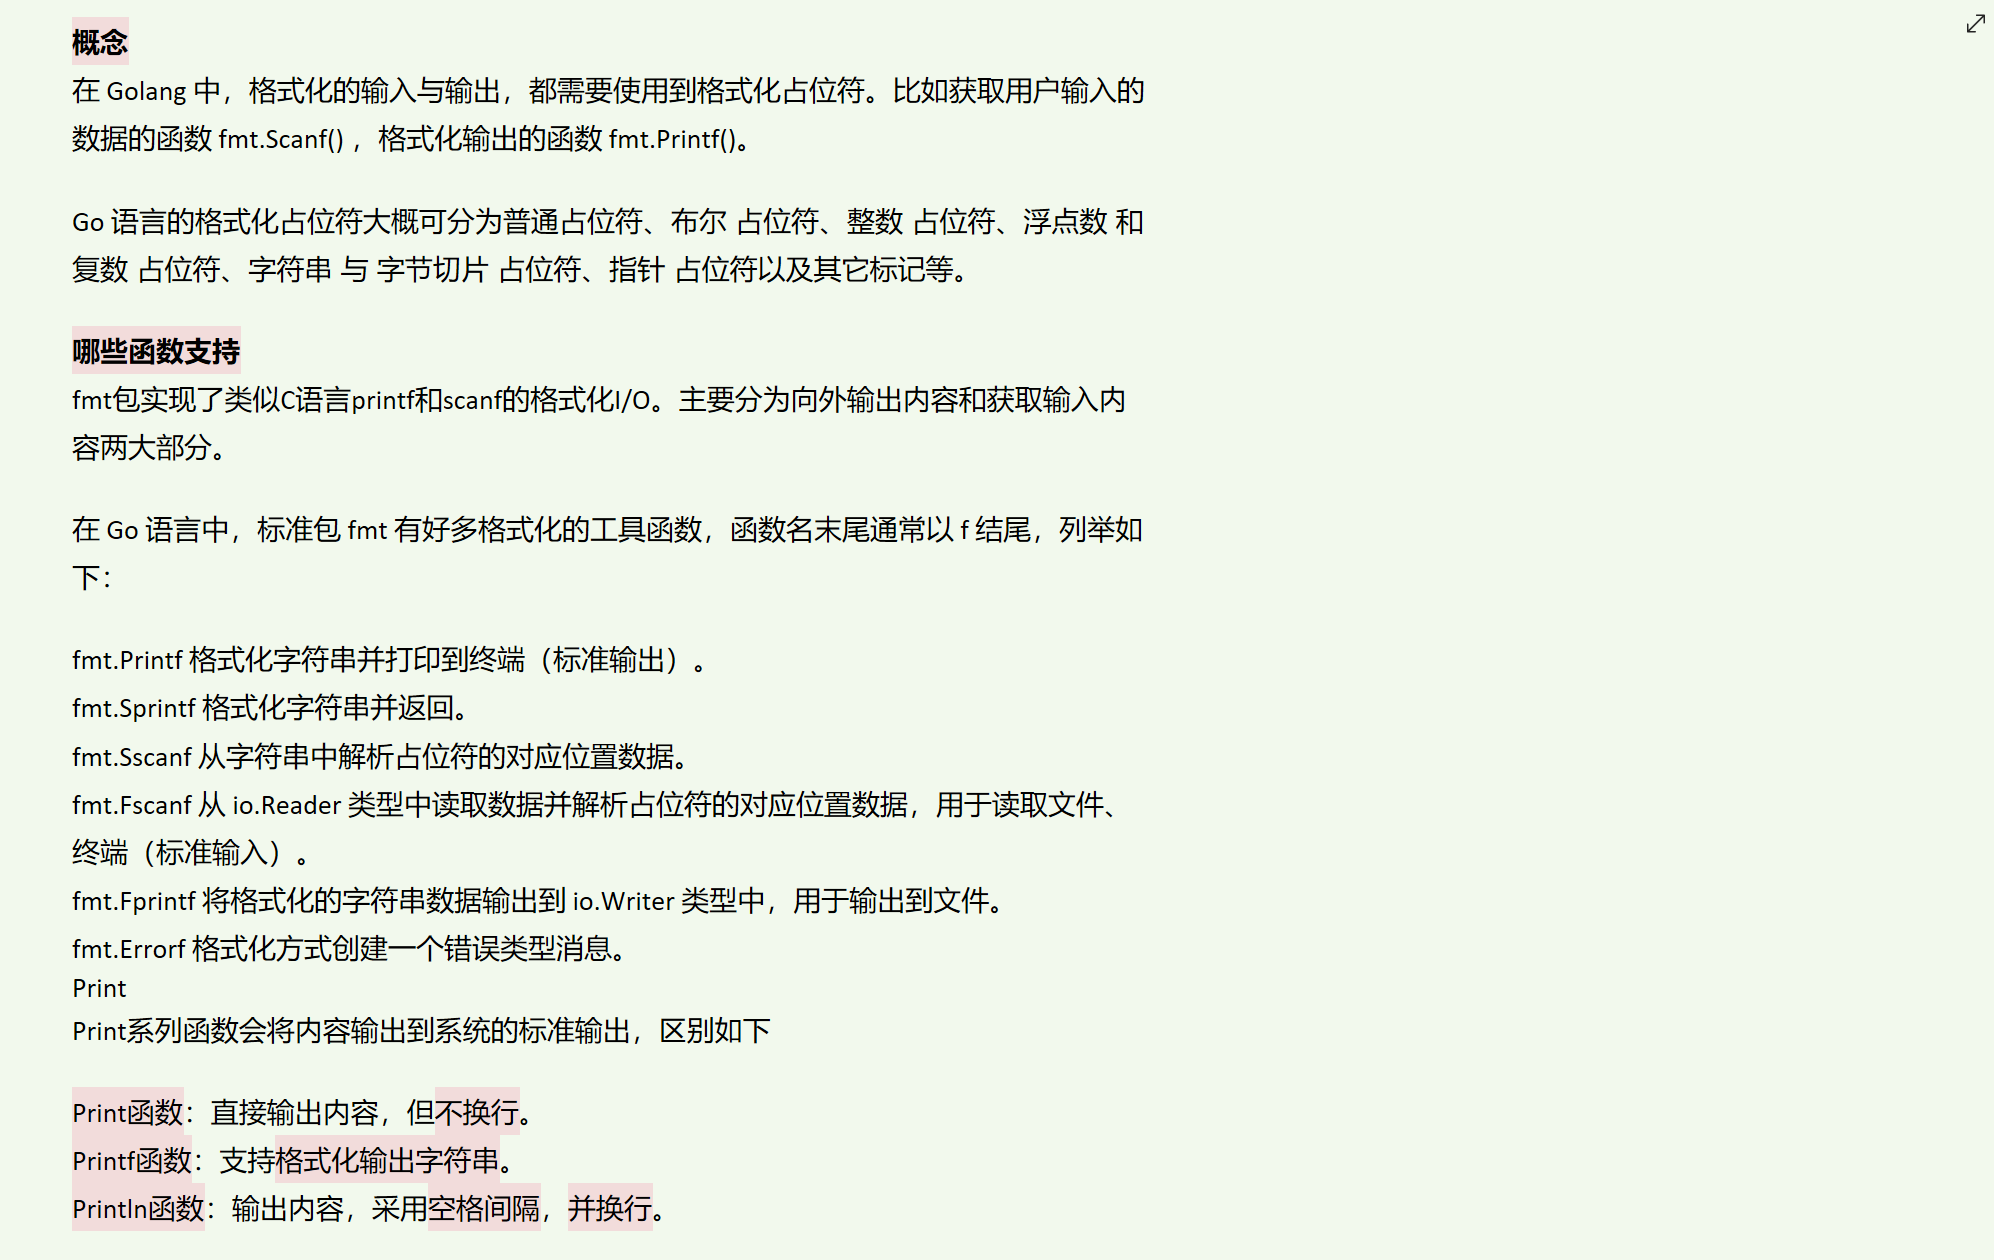 概念
在 Golang 中，格式化的输入与输出，都需要使用到格式化占位符。比如获取用户输入的
数据的函数 fmt.Scanf() ，格式化输出的函数 fmt.Printf()。
Go 语言的格式化占位符大概可分为普通占位符、布尔 占位符、整数 占位符、浮点数 和
复数 占位符、字符串 与 字节切片 占位符、指针 占位符以及其它标记等。
哪些函数支持
fmt包实现了类似C语言printf和scanf的格式化I/O。主要分为向外输出内容和获取输入内
容两大部分。
在 Go 语言中，标准包 fmt 有好多格式化的工具函数，函数名末尾通常以 f 结尾，列举如
下：
fmt.Printf 格式化字符串并打印到终端（标准输出）。
fmt.Sprintf 格式化字符串并返回。
fmt.Sscanf 从字符串中解析占位符的对应位置数据。
fmt.Fscanf 从 io.Reader 类型中读取数据并解析占位符的对应位置数据，用于读取文件、
终端（标准输入）。
fmt.Fprintf 将格式化的字符串数据输出到 io.Writer 类型中，用于输出到文件。
fmt.Errorf 格式化方式创建一个错误类型消息。
Print
Print系列函数会将内容输出到系统的标准输出，区别如下
Print函数：直接输出内容，但不换行。
Printf函数：支持格式化输出字符串。
Println函数：输出内容，采用空格间隔，并换行。